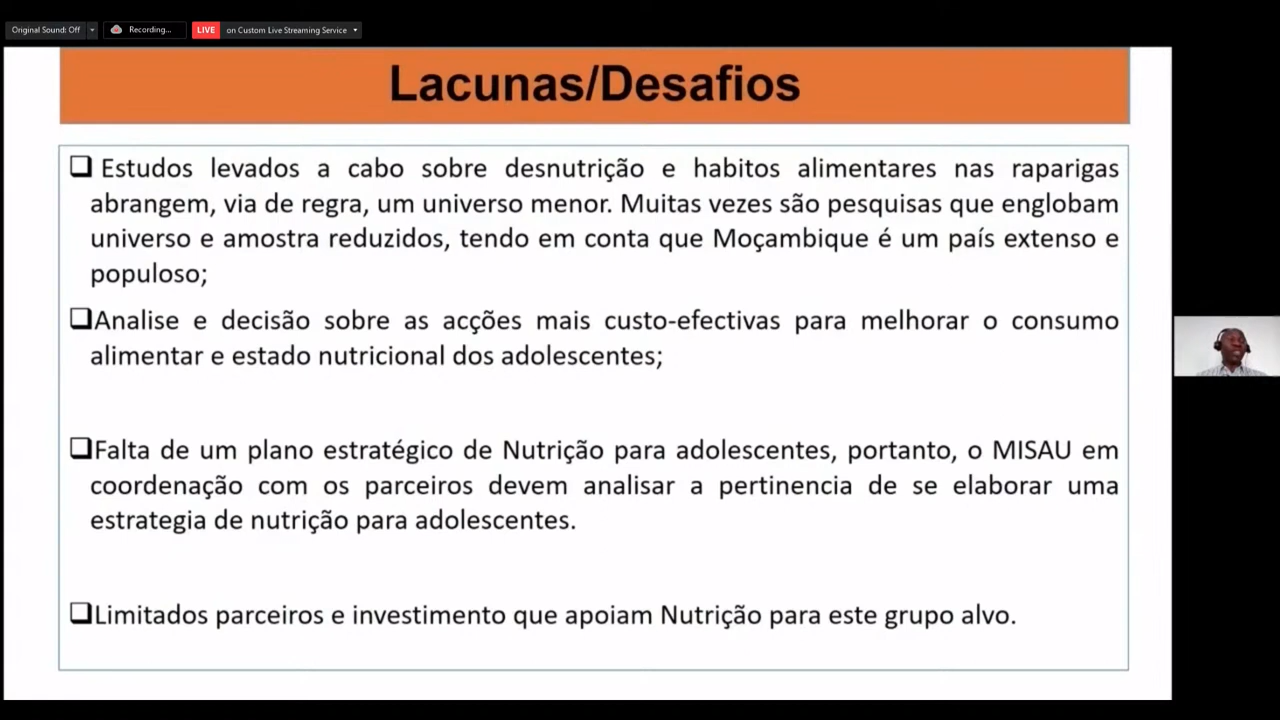 Original Sound: Off
Recording...
LIVE on Custom Live Streaming Service
Lacunas/Desafios
Estudos levados a cabo sobre desnutrição e habitos alimentares nas raparigas
abrangem, via de regra, um universo menor. Muitas vezes são pesquisas que englobam
universo e amostra reduzidos, tendo em conta que Moçambique é um país extenso e
populoso;
Analise e decisão sobre as acções mais custo-efectivas para melhorar o consumo
alimentar e estado nutricional dos adolescentes;
Falta de um plano estratégico de Nutrição para adolescentes, portanto, o MISAU em
coordenação com os parceiros devem analisar a pertinencia de se elaborar uma
estrategia de nutrição para adolescentes.
Limitados parceiros e investimento que apoiam Nutrição para este grupo alvo.